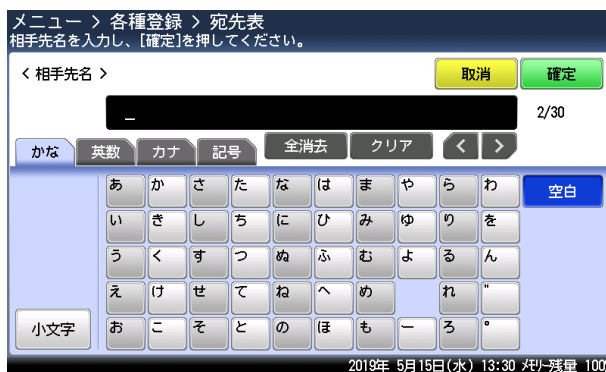 メニュー > 各種登録 > 宛先表
相手先名を入力し、[確定]を押してください。
< 相手先名 >
取消
確定
_
2/30
かな 英数 カナ 記号 全消去 クリア < >
あ か さ た な は ま や ら わ 空白
い き し ち に ひ み ゆ り を
う く す つ ぬ ふ む よ る ん
え け せ て ね へ め れ "
小文字 お こ そ と の ほ も ー ろ °
2019年 5月15日(水) 13:30 メモリー残量 100